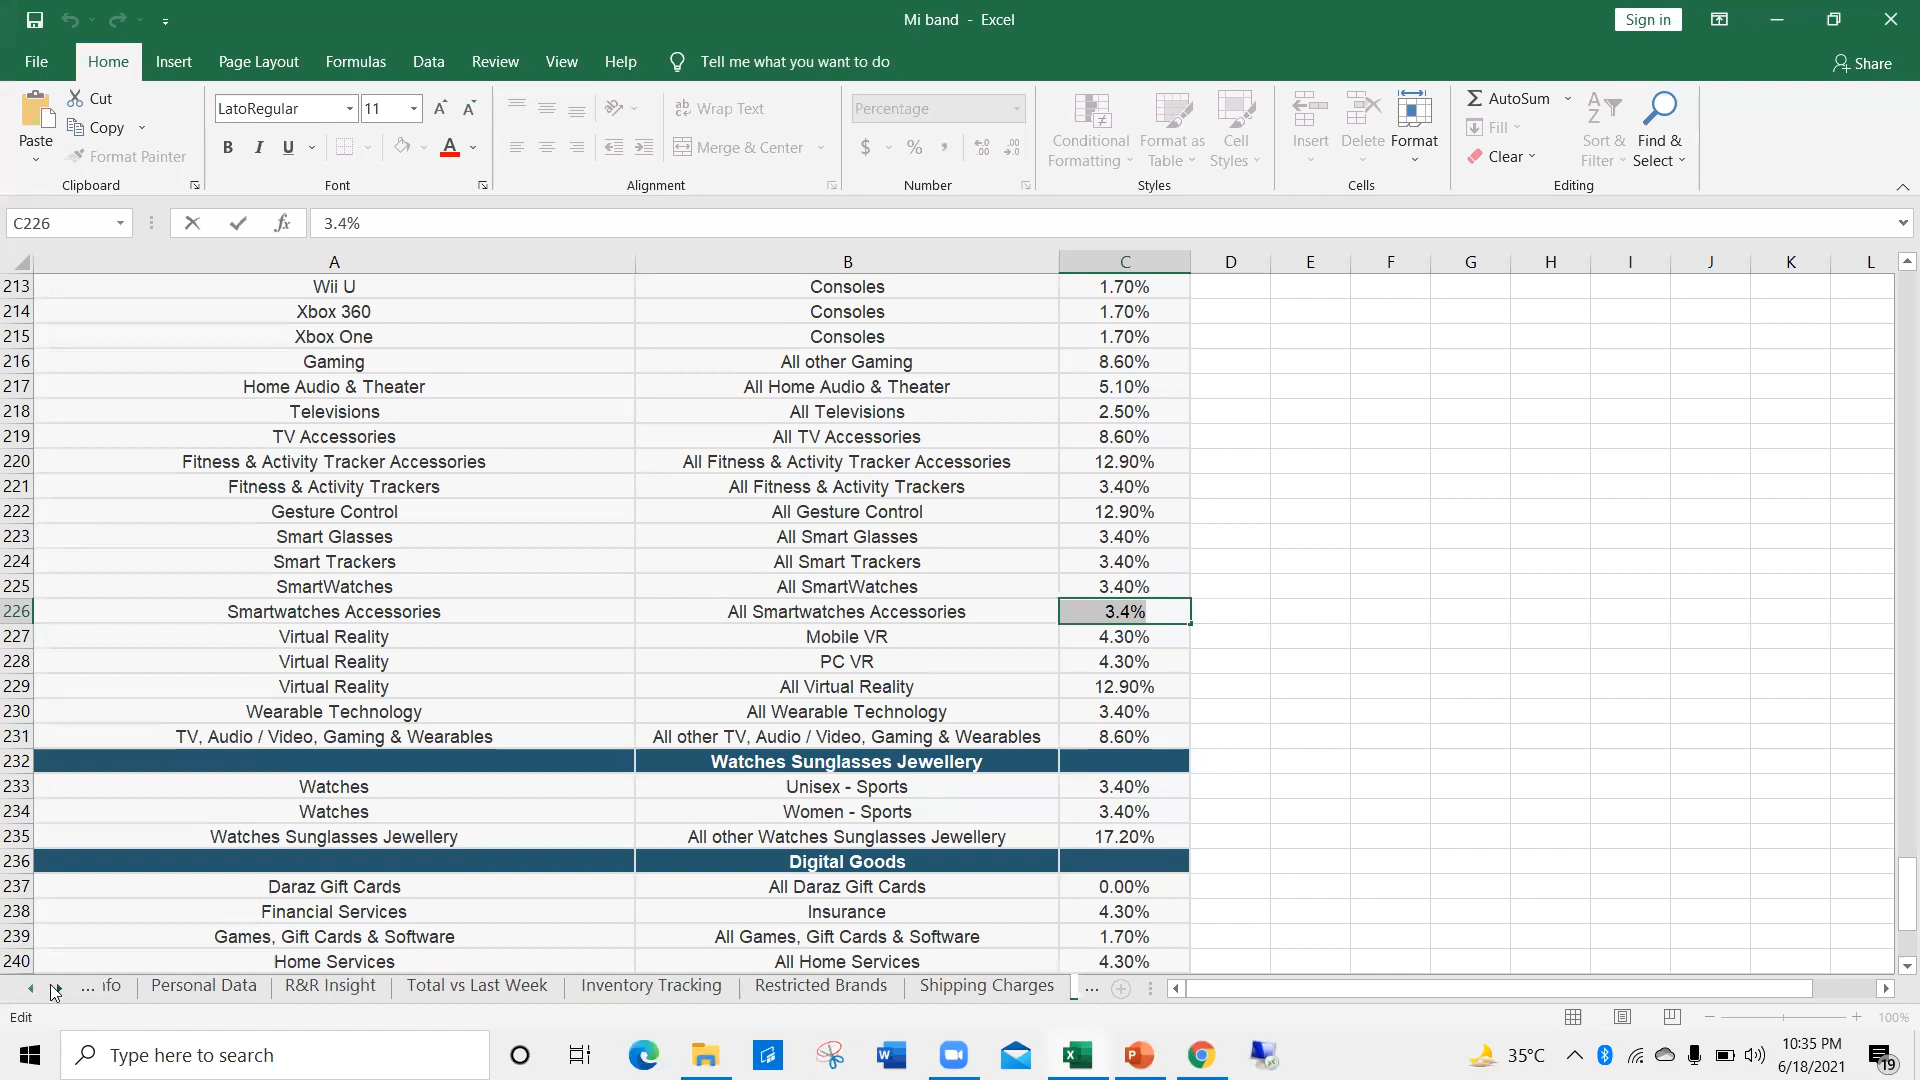 Mi band - Excel
Sign in
File Home Insert Page Layout Formulas Data Review View Help Tell me what you want to do Share
Paste
Cut
Copy
Format Painter
Clipboard
LatoRegular 11
B I U
Font
Wrap Text
Merge & Center
Alignment
Percentage
$ % ,
Number
Conditional Formatting
Format as Table
Cell Styles
Styles
Insert Delete Format
Cells
AutoSum
Fill
Clear
Sort & Filter
Find & Select
Editing
C226 fx 3.4%
A B C D E F G H I J K L
213 Wii U Consoles 1.70%
214 Xbox 360 Consoles 1.70%
215 Xbox One Consoles 1.70%
216 Gaming All other Gaming 8.60%
217 Home Audio & Theater All Home Audio & Theater 5.10%
218 Televisions All Televisions 2.50%
219 TV Accessories All TV Accessories 8.60%
220 Fitness & Activity Tracker Accessories All Fitness & Activity Tracker Accessories 12.90%
221 Fitness & Activity Trackers All Fitness & Activity Trackers 3.40%
222 Gesture Control All Gesture Control 12.90%
223 Smart Glasses All Smart Glasses 3.40%
224 Smart Trackers All Smart Trackers 3.40%
225 SmartWatches All SmartWatches 3.40%
226 Smartwatches Accessories All Smartwatches Accessories 3.4%
227 Virtual Reality Mobile VR 4.30%
228 Virtual Reality PC VR 4.30%
229 Virtual Reality All Virtual Reality 12.90%
230 Wearable Technology All Wearable Technology 3.40%
231 TV, Audio / Video, Gaming & Wearables All other TV, Audio / Video, Gaming & Wearables 8.60%
232 Watches Sunglasses Jewellery
233 Watches Unisex - Sports 3.40%
234 Watches Women - Sports 3.40%
235 Watches Sunglasses Jewellery All other Watches Sunglasses Jewellery 17.20%
236 Digital Goods
237 Daraz Gift Cards All Daraz Gift Cards 0.00%
238 Financial Services Insurance 4.30%
239 Games, Gift Cards & Software All Games, Gift Cards & Software 1.70%
240 Home Services All Home Services 4.30%
... nfo Personal Data R&R Insight Total vs Last Week Inventory Tracking Restricted Brands Shipping Charges ...
Edit 100%
Type here to search 35°C 10:35 PM
6/18/2021
19